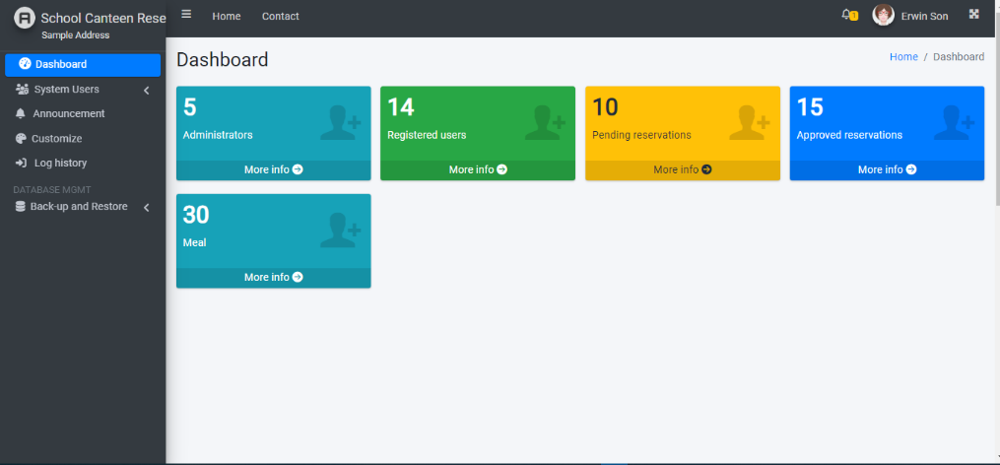 School Canteen Rese
Sample Address
Home
Contact
Erwin Son
Dashboard
System Users
Announcement
Customize
Log history
DATABASE MGMT
Back-up and Restore
Dashboard
Home / Dashboard
5
Administrators
More info
14
Registered users
More info
10
Pending reservations
More info
15
Approved reservations
More info
30
Meal
More info